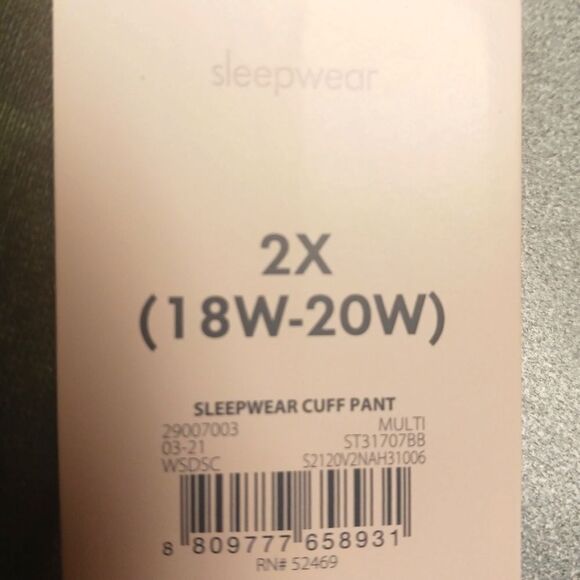 sleepwear
2X
(18W-20W)
SLEEPWEAR CUFF PANT
29007003 MULTI
03-21 ST31707BB
WSDSC S2120V2NAH31006
8 809777 658931
RN# 52469